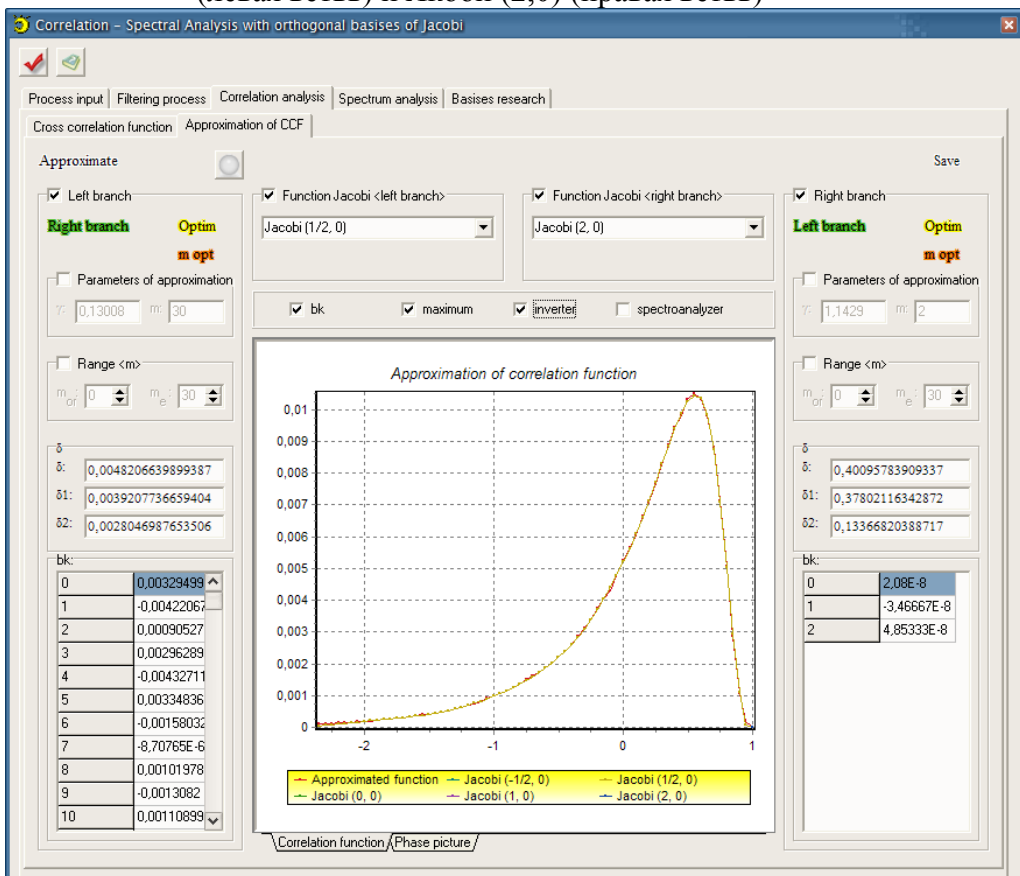 (левая ветвь) и Якоби (2,0) (правая ветвь)
Correlation – Spectral Analysis with orthogonal basises of Jacobi
Process input Filtering process Correlation analysis Spectrum analysis Basises research
Cross correlation function Approximation of CCF
Approximate Save
Left branch Function Jacobi <left branch> Function Jacobi <right branch> Right branch
Right branch Optim Jacobi (1/2, 0) Jacobi (2, 0) Left branch Optim
m opt m opt
Parameters of approximation Parameters of approximation
γ: 0,13008 m: 30 bk maximum inverter spectroanalyzer γ: 1,1429 m: 2
Range <m> Range <m>
m or: 0 m e: 30 m or: 0 m e: 30
Approximation of correlation function
0,01
0,009
0,008
0,007
0,006
0,005
0,004
0,003
0,002
0,001
0
-2 -1 0 1
Approximated function Jacobi (-1/2, 0) Jacobi (1/2, 0)
Jacobi (0, 0) Jacobi (1, 0) Jacobi (2, 0)
Correlation function Phase picture
δ
δ: 0,0048206639899387
δ1: 0,0039207736659404
δ2: 0,0028046987653506
bk:
0 0,00329499
1 -0,00422067
2 0,00090527
3 0,00296289
4 -0,00432711
5 0,00334836
6 -0,00158032
7 -8,70765E-6
8 0,00101978
9 -0,0013082
10 0,00110899
δ
δ: 0,40095783909337
δ1: 0,37802116342872
δ2: 0,13366820388717
bk:
0 2,08E-8
1 -3,46667E-8
2 4,85333E-8